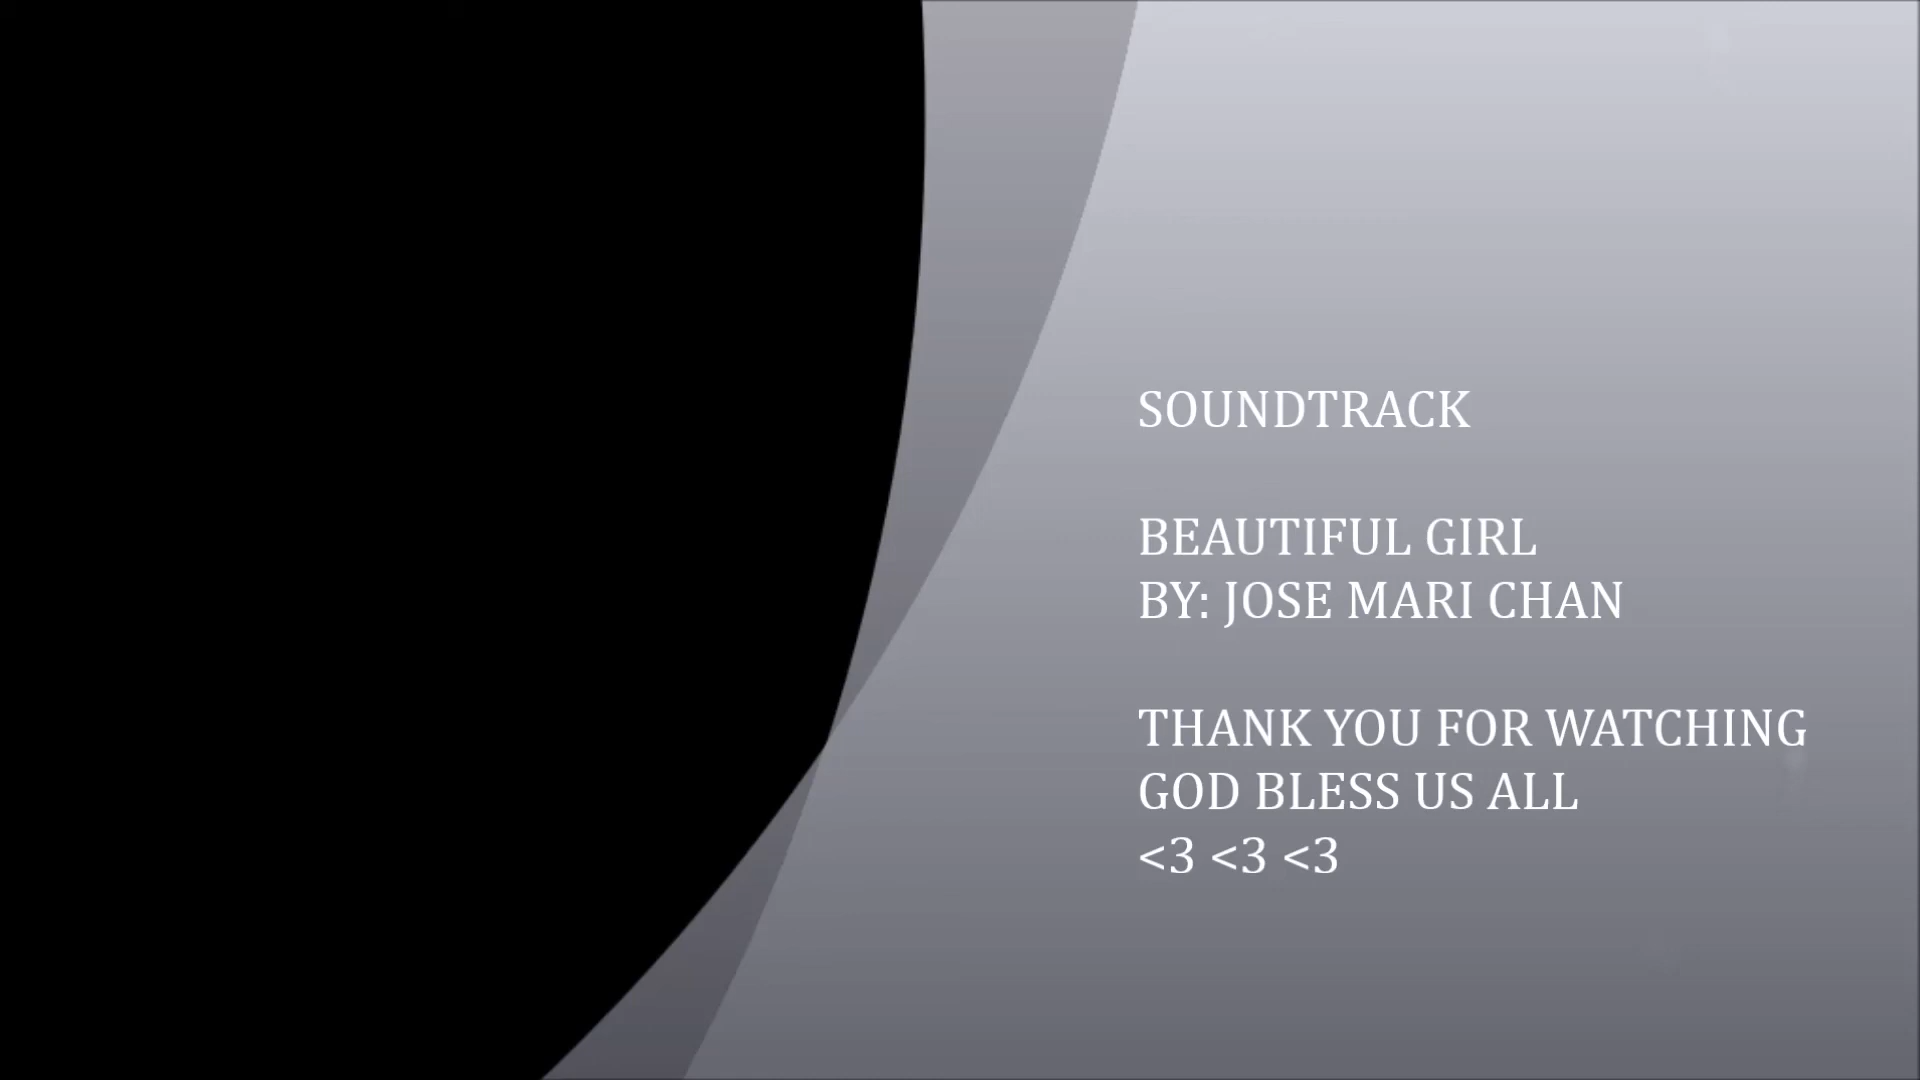 SOUNDTRACK
BEAUTIFUL GIRL
BY: JOSE MARI CHAN
THANK YOU FOR WATCHING
GOD BLESS US ALL
<3 <3 <3